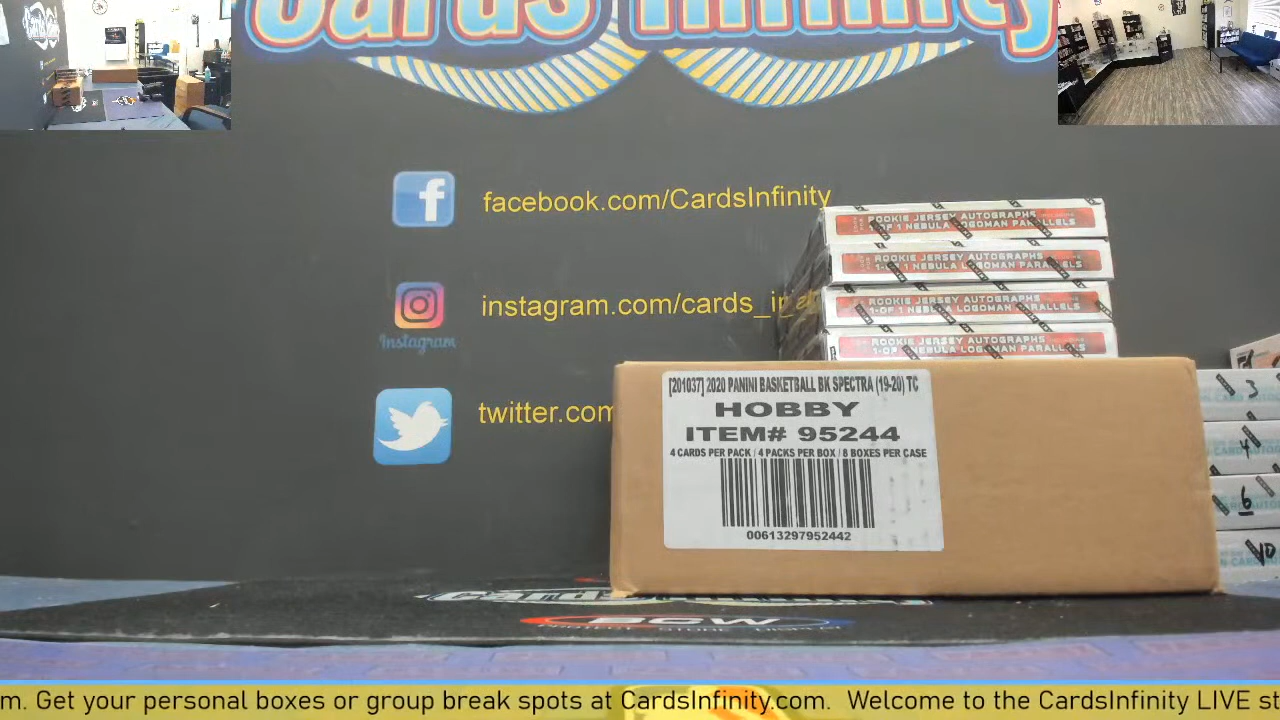 Cards Infinity
facebook.com/CardsInfinity
instagram.com/cards_i
Instagram
twitter.com
ROOKIE JERSEY AUTOGRAPHS
1-OF-1 NEBULA LOGOMAN PARALLELS
ROOKIE JERSEY AUTOGRAPHS
1-OF-1 NEBULA LOGOMAN PARALLELS
ROOKIE JERSEY AUTOGRAPHS
1-OF-1 NEBULA LOGOMAN PARALLELS
ROOKIE JERSEY AUTOGRAPHS
1-OF-1 NEBULA LOGOMAN PARALLELS
[201037] 2020 PANINI BASKETBALL BK SPECTRA (19-20) TC
HOBBY
ITEM# 95244
4 CARDS PER PACK / 4 PACKS PER BOX / 8 BOXES PER CASE
00613297952442
3
4
6
10
BCW
m. Get your personal boxes or group break spots at CardsInfinity.com. Welcome to the CardsInfinity LIVE st